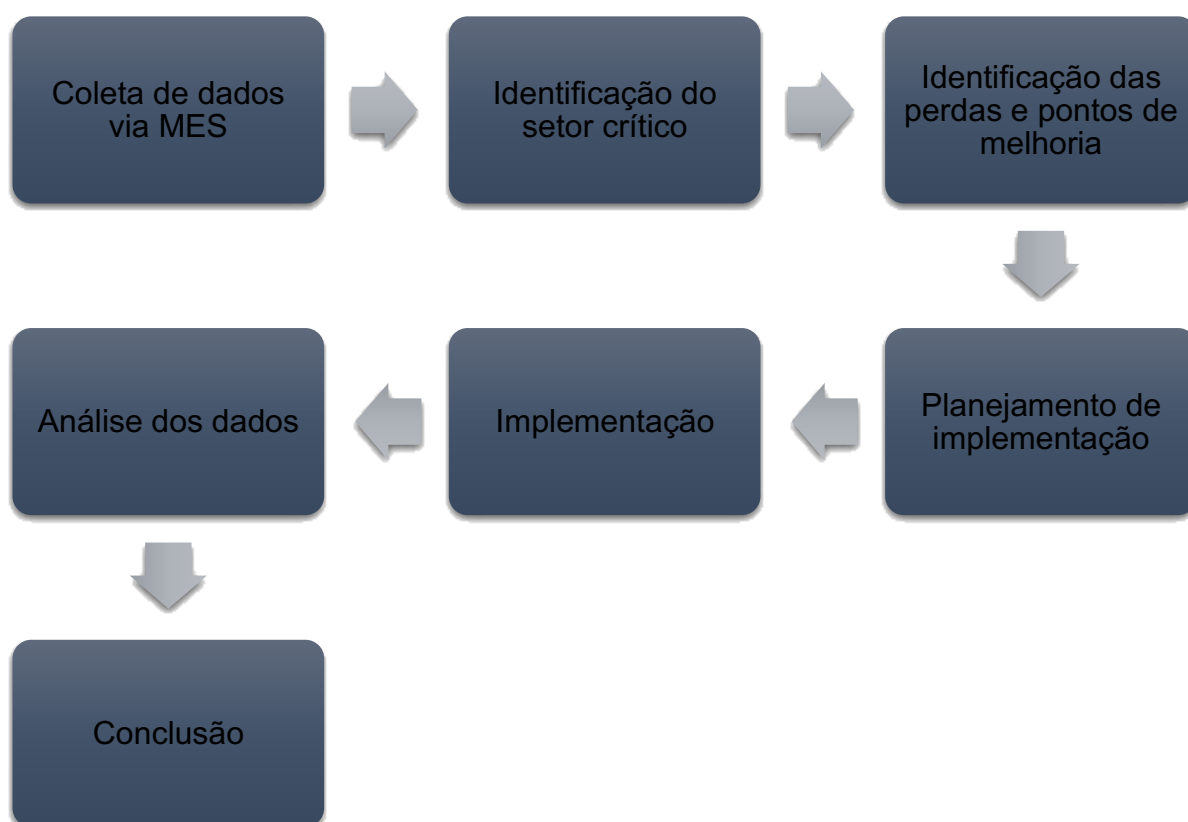 Coleta de dados
via MES
Identificação do
setor crítico
Identificação das
perdas e pontos de
melhoria
Planejamento de
implementação
Implementação
Análise dos dados
Conclusão